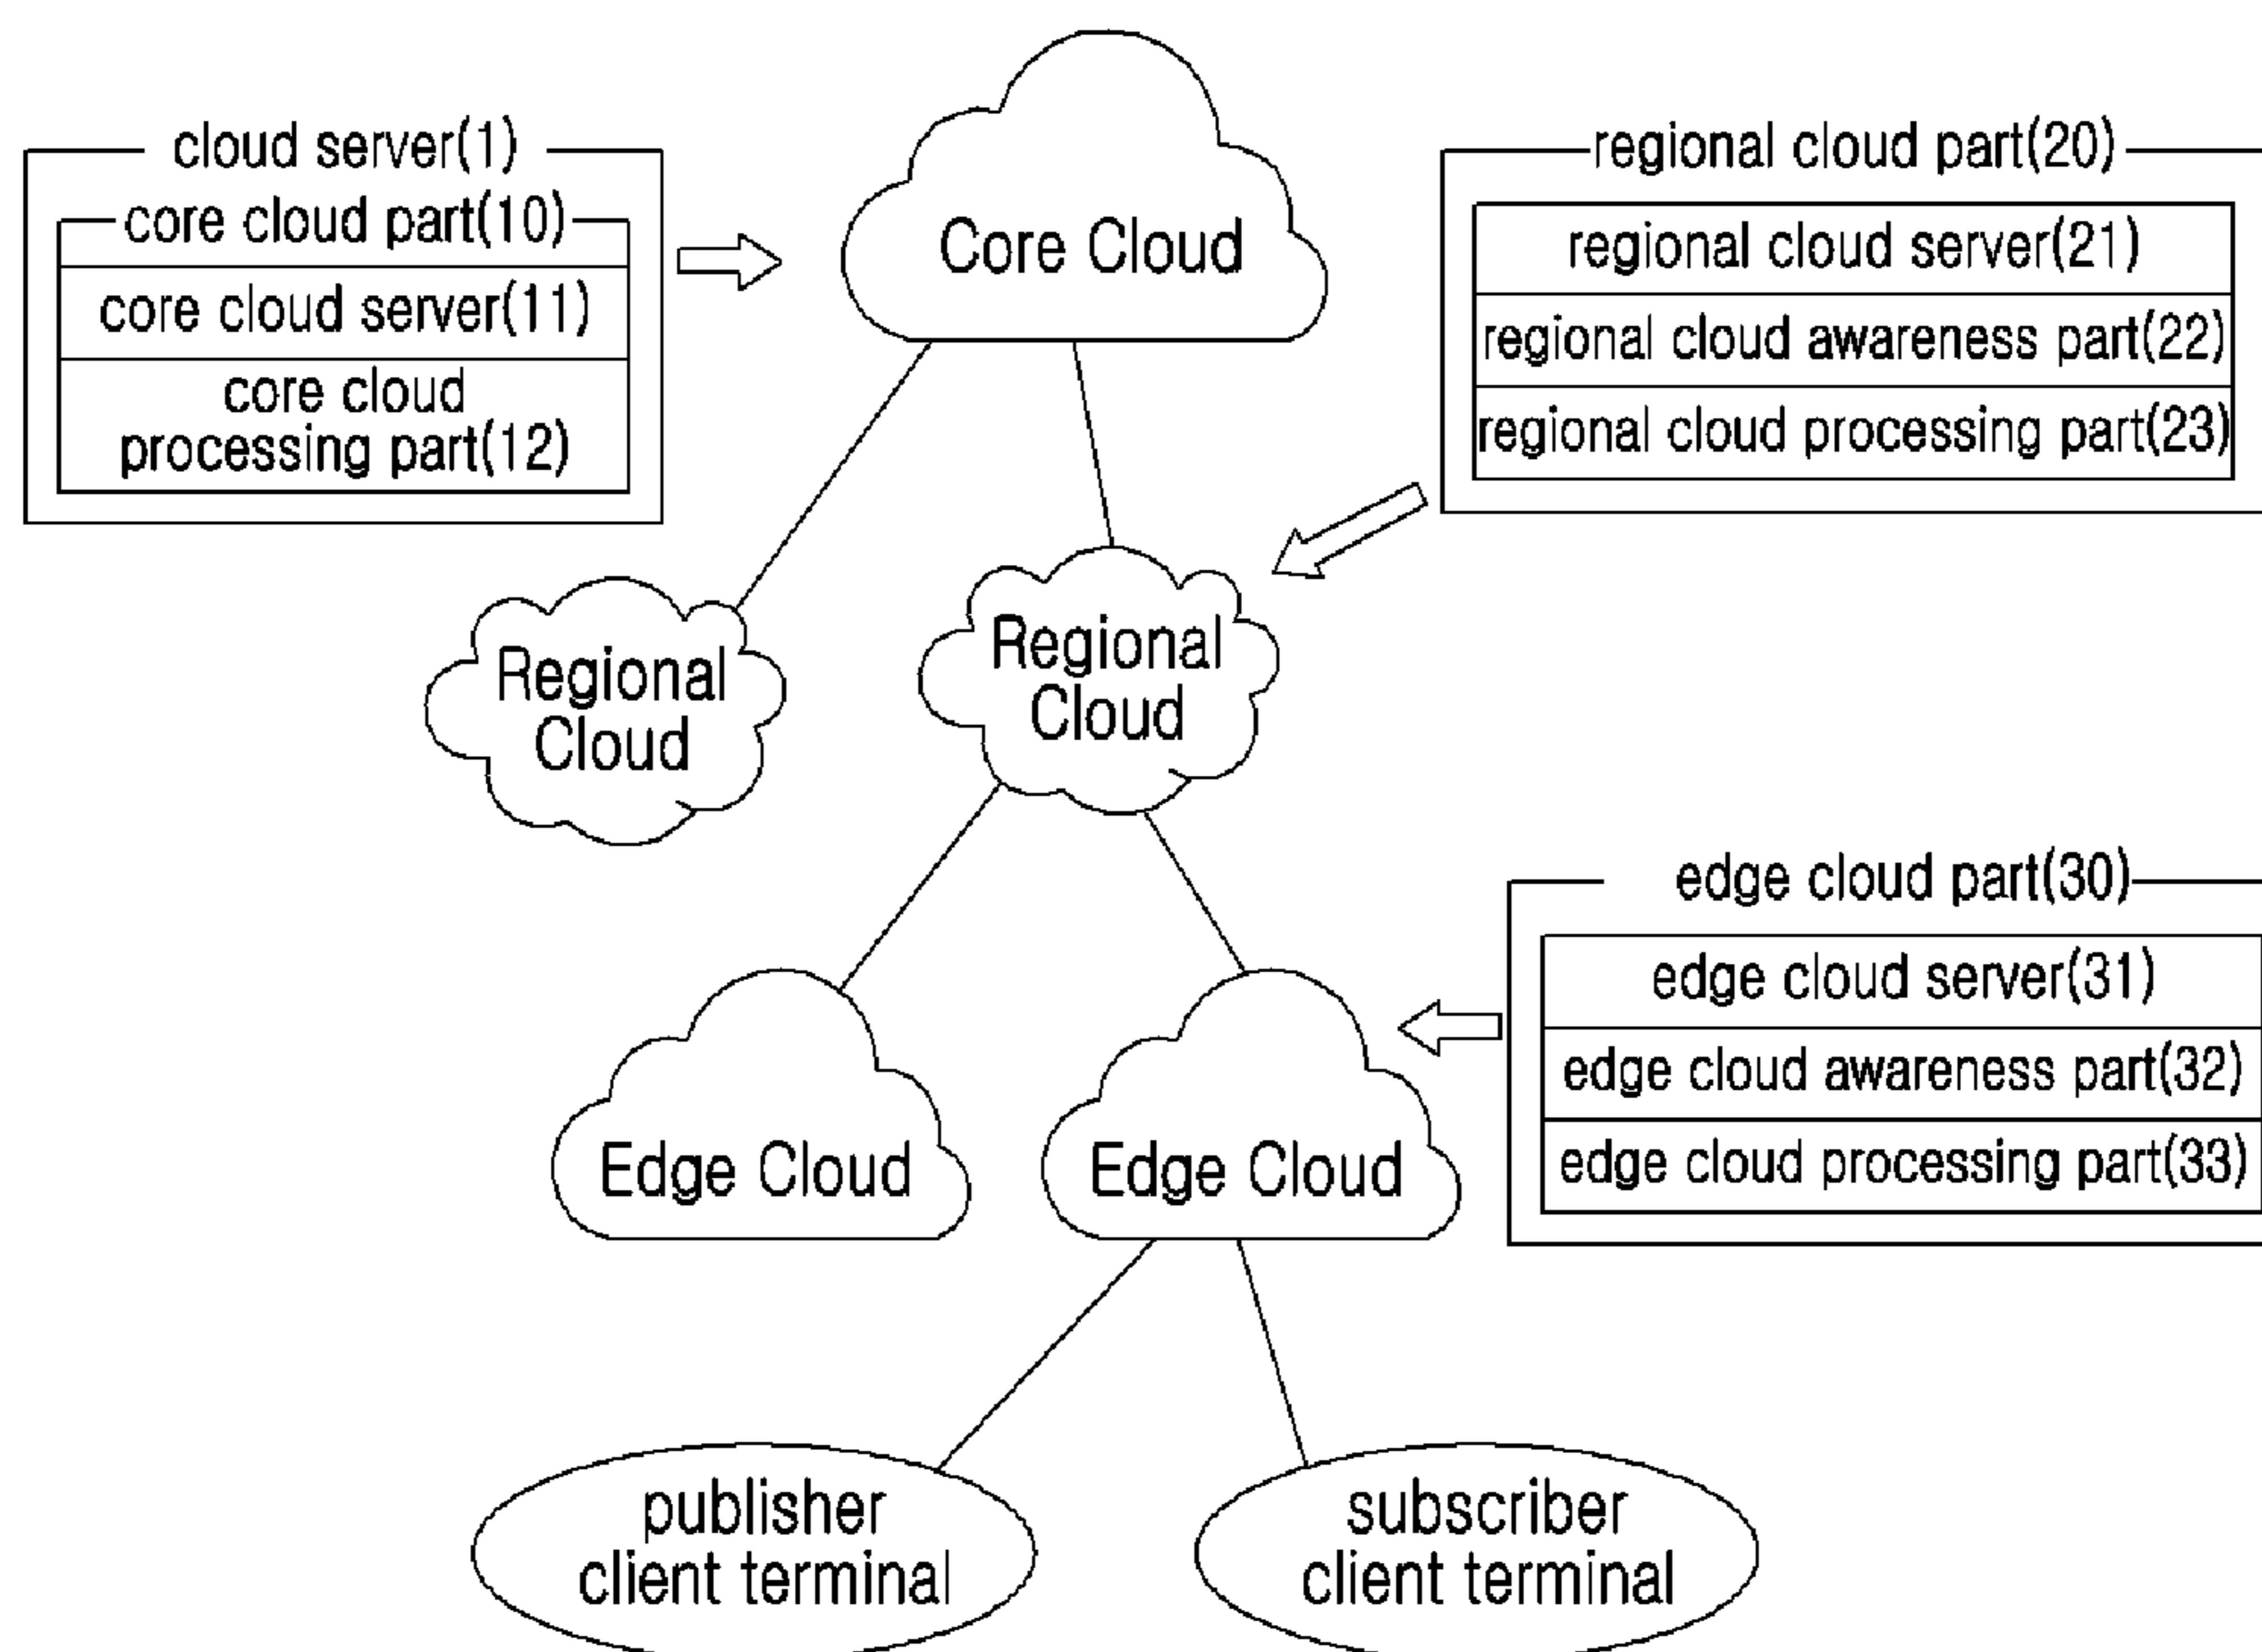 cloud server(1)
core cloud part(10)
core cloud server(11)
core cloud
processing part(12)
Core Cloud
regional cloud part(20)
regional cloud server(21)
regional cloud awareness part(22)
regional cloud processing part(23)
Regional
Cloud
Regional
Cloud
edge cloud part(30)
edge cloud server(31)
edge cloud awareness part(32)
edge cloud processing part(33)
Edge Cloud
Edge Cloud
publisher
client terminal
subscriber
client terminal